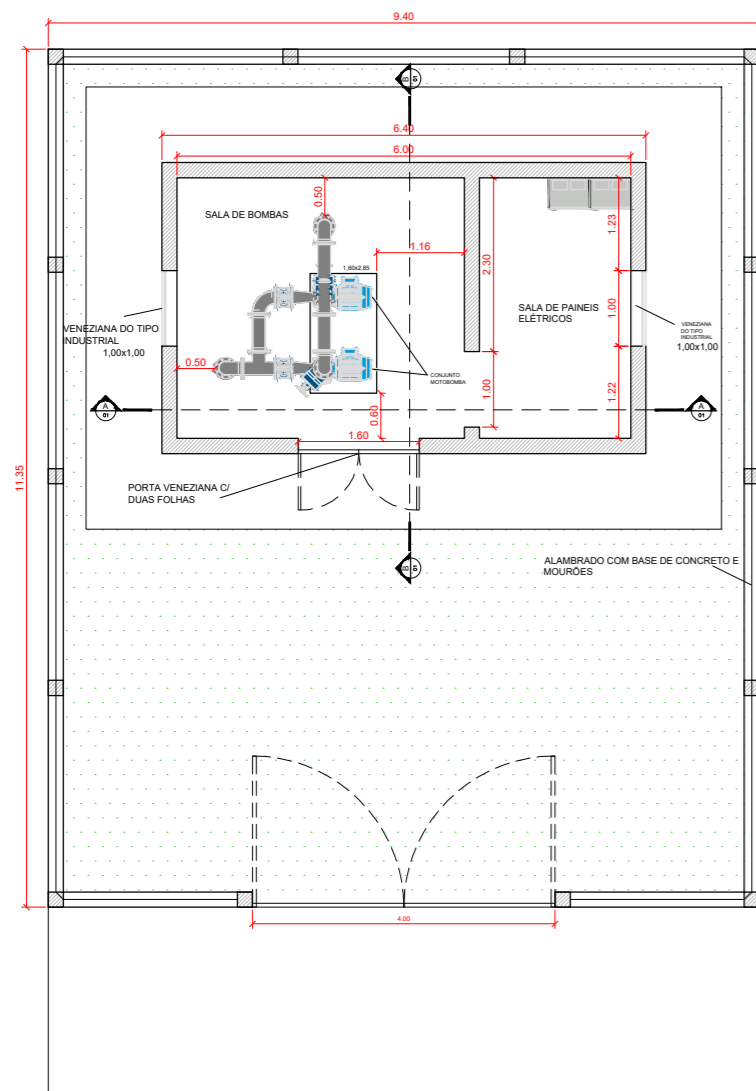 9.40
B
01
6.40
6.00
0.50
SALA DE BOMBAS
1.23
1.16
2.30
1,60x2,85
SALA DE PAINEIS
ELÉTRICOS
1.00
VENEZIANA DO TIPO
INDUSTRIAL
1,00x1,00
VENEZIANA
DO TIPO
INDUSTRIAL
1,00x1,00
0.50
CONJUNTO
MOTOBOMBA
1.00
1.22
0.60
A
01
A
01
1.60
11.35
PORTA VENEZIANA C/
DUAS FOLHAS
B
01
ALAMBRADO COM BASE DE CONCRETO E
MOURÕES
4.00